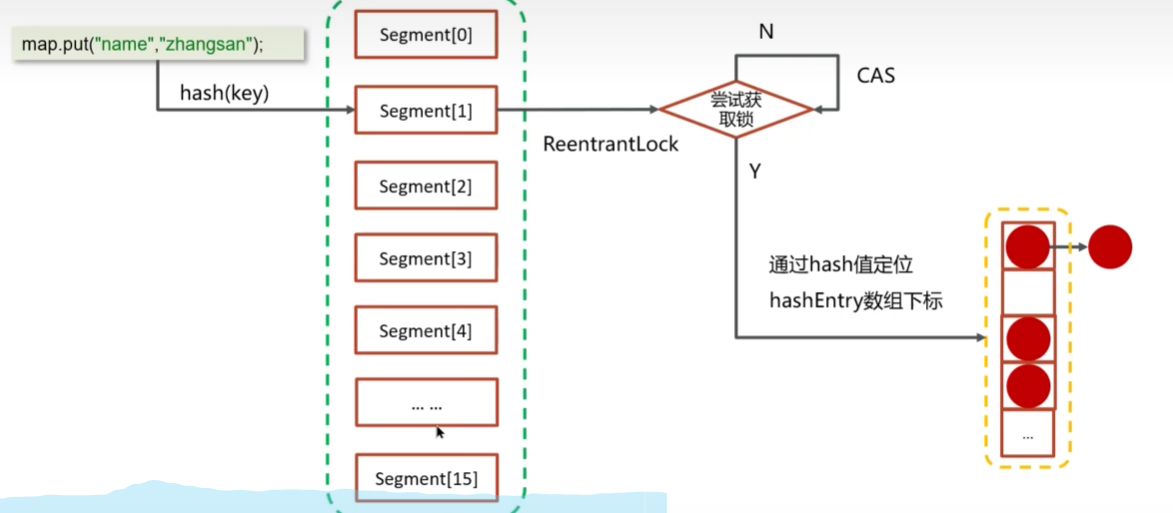 map.put("name","zhangsan");
hash(key)
Segment[0]
Segment[1]
Segment[2]
Segment[3]
Segment[4]
... ...
Segment[15]
ReentrantLock
N
CAS
尝试获
取锁
Y
通过hash值定位
hashEntry数组下标
...